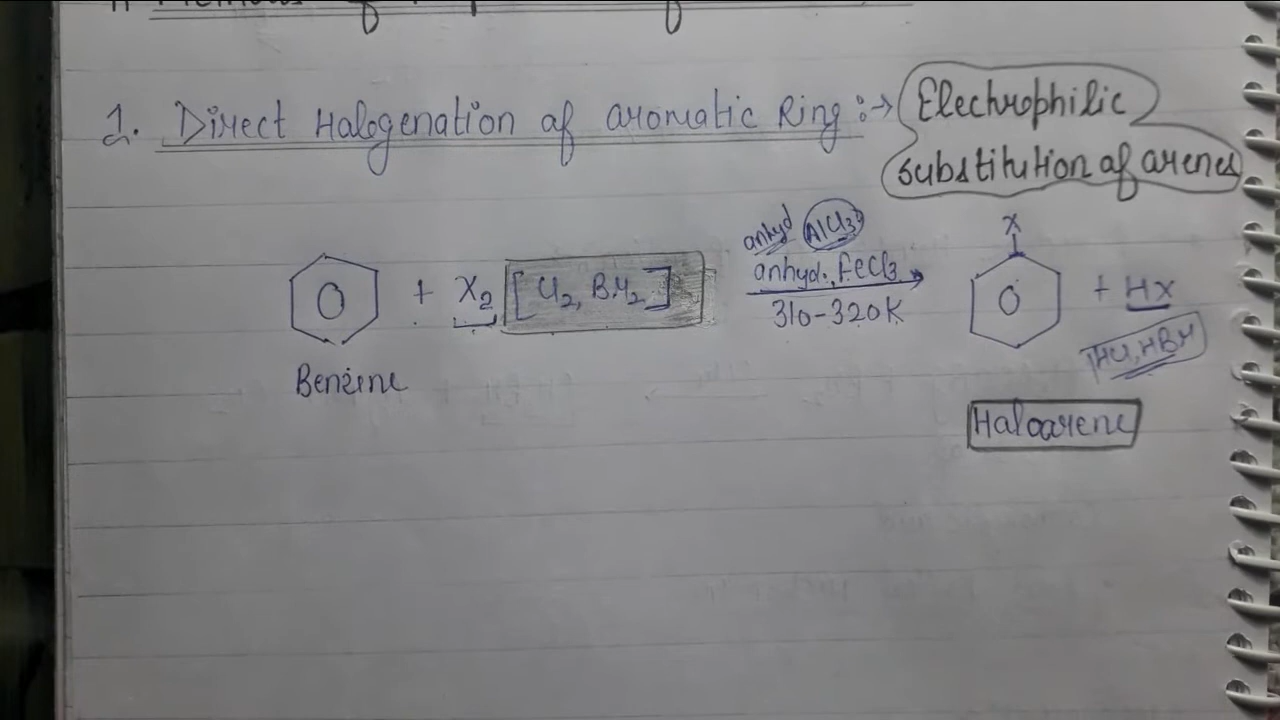 1. Direct Halogenation of aromatic Ring :→ Electrophilic
substitution of arenes
X
anhyd AlCl3
+ X2 [Cl2, Br2] anhyd. FeCl3 + HX
310-320K
HCl, HBr
Benzene
Haloarene